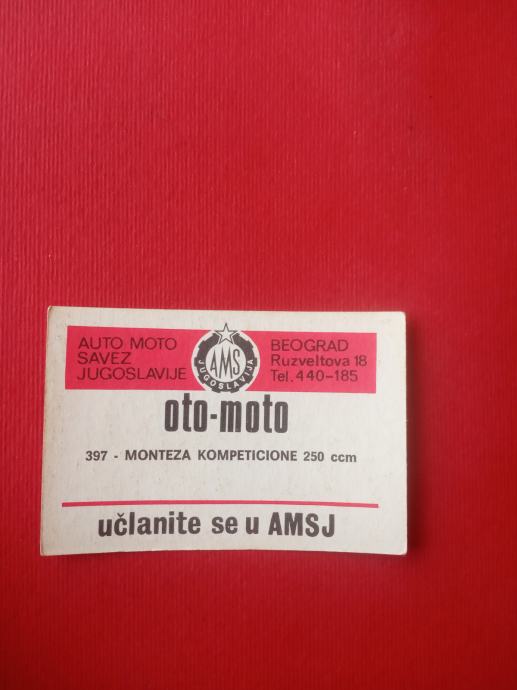 AUTO MOTO
SAVEZ
JUGOSLAVIJE
AMS
JUGOSLAVIJA
BEOGRAD
Ruzveltova 18
Tel. 440-185
oto-moto
397 - MONTEZA KOMPETICIONE 250 ccm
učlanite se u AMSJ